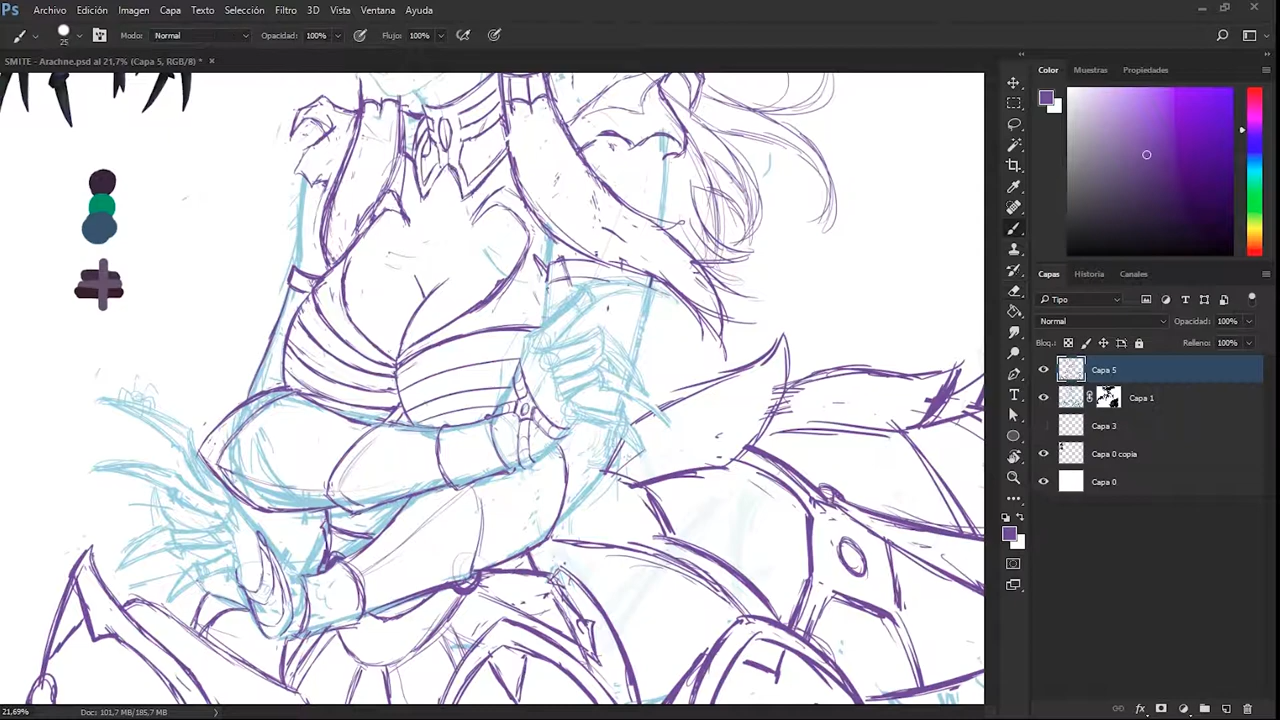 Ps Archivo Edición Imagen Capa Texto Selección Filtro 3D Vista Ventana Ayuda
25 Modo: Normal Opacidad: 100% Flujo: 100%
SMITE - Arachne.psd al 21,7% (Capa 5, RGB/8) * ×
Color Muestras Propiedades
Capas Historia Canales
Tipo
Normal Opacidad: 100%
Bloq.: Relleno: 100%
Capa 5
Capa 1
Capa 3
Capa 0 copia
Capa 0
21,69% Doc: 101,7 MB/185,7 MB